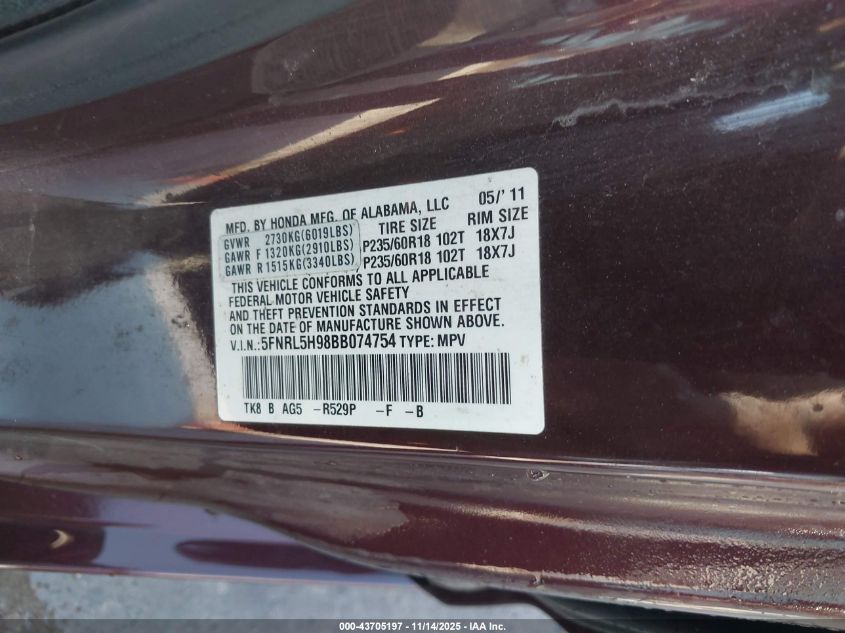 MFD. BY HONDA MFG. OF ALABAMA, LLC 05/' 11
TIRE SIZE RIM SIZE
GVWR 2730KG(6019LBS)
GAWR F 1320KG(2910LBS) P235/60R18 102T 18X7J
GAWR R 1515KG(3340LBS) P235/60R18 102T 18X7J
THIS VEHICLE CONFORMS TO ALL APPLICABLE
FEDERAL MOTOR VEHICLE SAFETY
AND THEFT PREVENTION STANDARDS IN EFFECT
ON THE DATE OF MANUFACTURE SHOWN ABOVE.
V.I.N.: 5FNRL5H98BB074754 TYPE: MPV
TK8 B AG5 -R529P -F -B
000-43705197 - 11/14/2025 - IAA Inc.